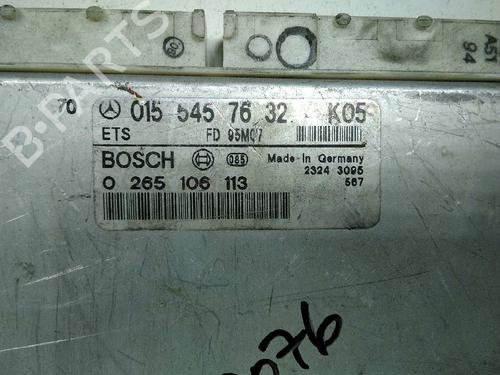 B-PARTS
A51
94
70
015 545 76 32 K05
ETS FD 95M07
BOSCH 085 Made in Germany
0 265 106 113 2324 3095
567